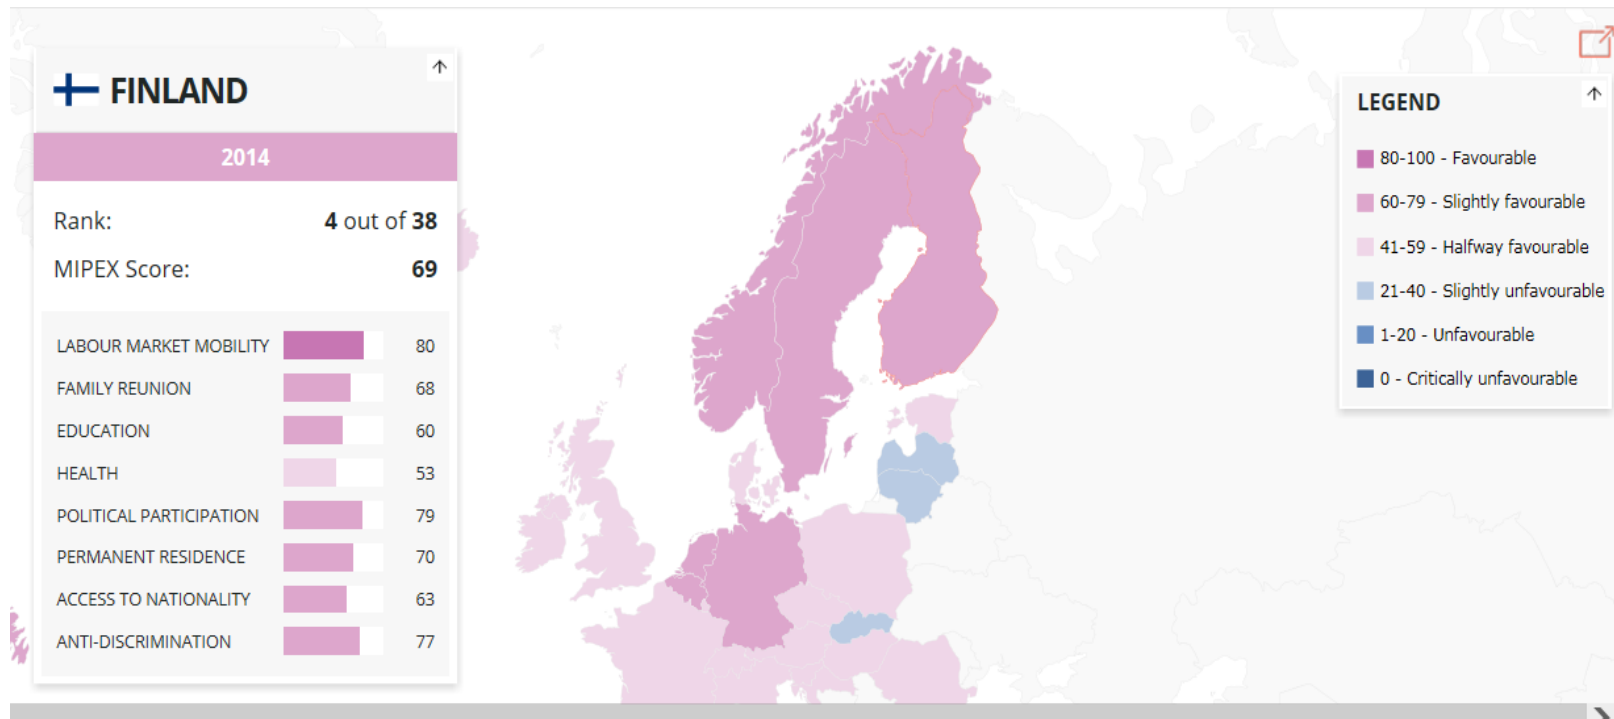 FINLAND
2014
Rank: 4 out of 38
MIPEX Score: 69
LABOUR MARKET MOBILITY 80
FAMILY REUNION 68
EDUCATION 60
HEALTH 53
POLITICAL PARTICIPATION 79
PERMANENT RESIDENCE 70
ACCESS TO NATIONALITY 63
ANTI-DISCRIMINATION 77
LEGEND
80-100 - Favourable
60-79 - Slightly favourable
41-59 - Halfway favourable
21-40 - Slightly unfavourable
1-20 - Unfavourable
0 - Critically unfavourable